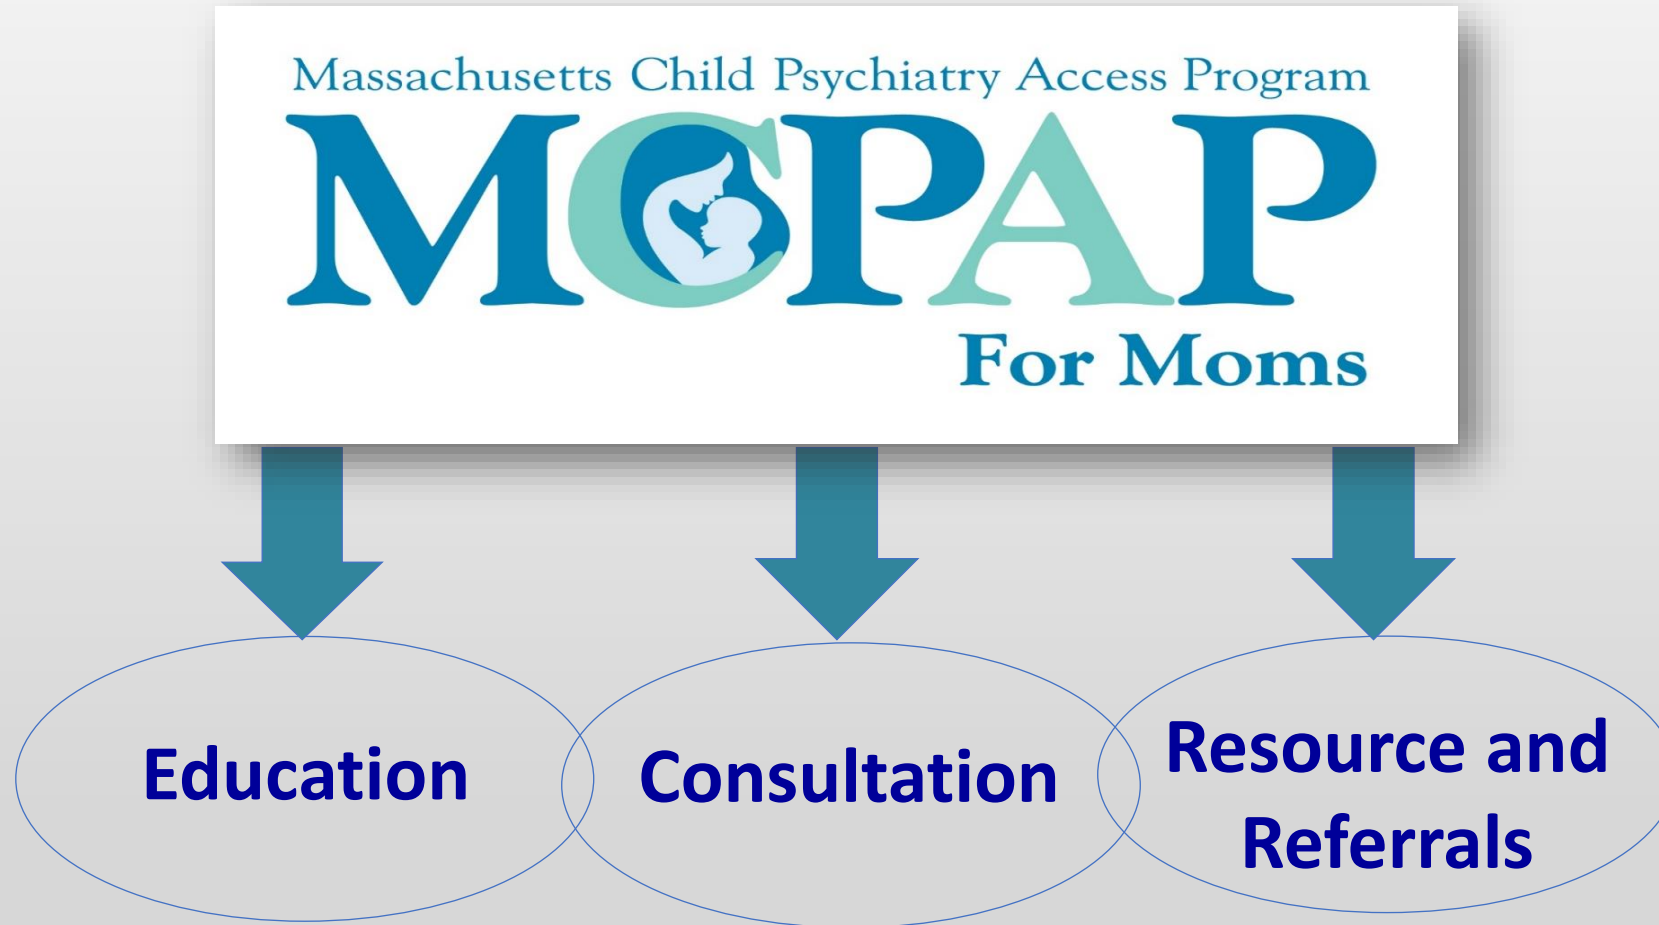 Massachusetts Child Psychiatry Access Program
MCPAP
For Moms
Education
Consultation
Resource and
Referrals